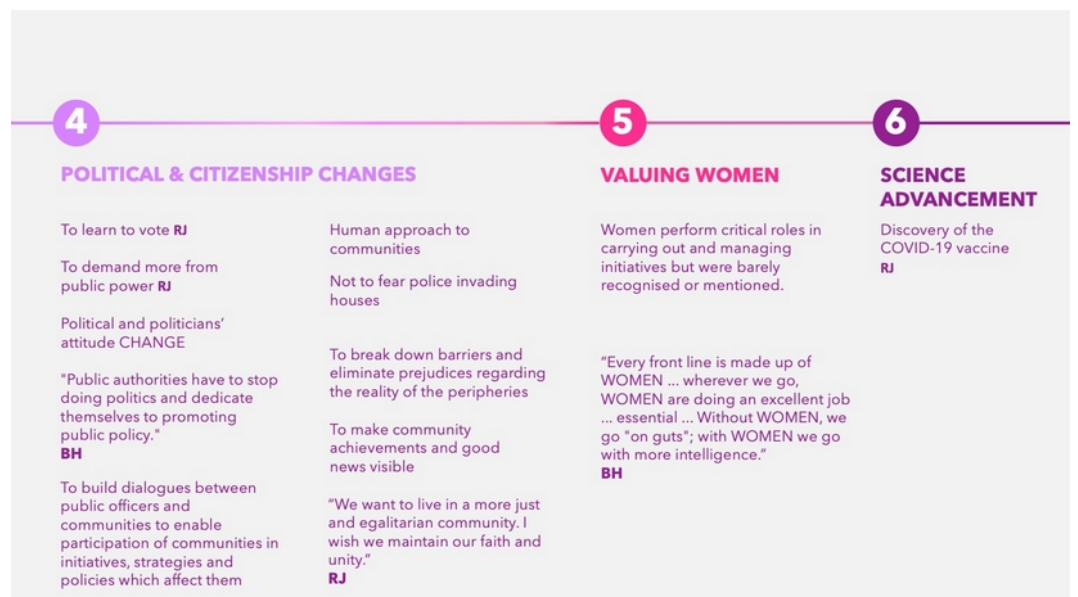 4
POLITICAL & CITIZENSHIP CHANGES
To learn to vote RJ
To demand more from
public power RJ
Political and politicians’
attitude CHANGE
"Public authorities have to stop
doing politics and dedicate
themselves to promoting
public policy."
BH
To build dialogues between
public officers and
communities to enable
participation of communities in
initiatives, strategies and
policies which affect them
Human approach to
communities
Not to fear police invading
houses
To break down barriers and
eliminate prejudices regarding
the reality of the peripheries
To make community
achievements and good
news visible
“We want to live in a more just
and egalitarian community. I
wish we maintain our faith and
unity.”
RJ
5
VALUING WOMEN
Women perform critical roles in
carrying out and managing
initiatives but were barely
recognised or mentioned.
“Every front line is made up of
WOMEN ... wherever we go,
WOMEN are doing an excellent job
... essential ... Without WOMEN, we
go "on guts"; with WOMEN we go
with more intelligence.”
BH
6
SCIENCE
ADVANCEMENT
Discovery of the
COVID-19 vaccine
RJ